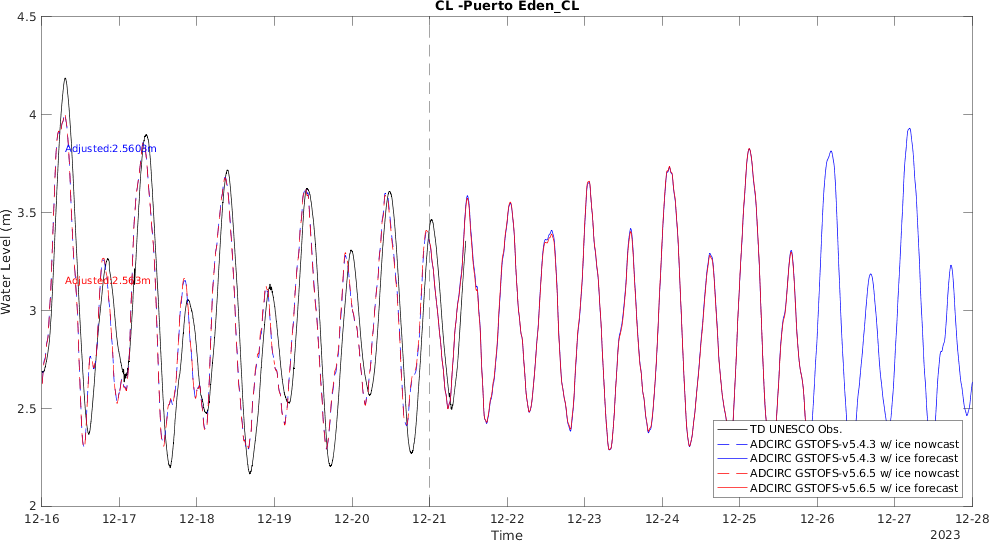 CL -Puerto Eden_CL
4.5
4
3.5
3
2.5
2
Water Level (m)
Adjusted:2.5603m
Adjusted:2.563m
TD UNESCO Obs.
ADCIRC GSTOFS-v5.4.3 w/ ice nowcast
ADCIRC GSTOFS-v5.4.3 w/ ice forecast
ADCIRC GSTOFS-v5.6.5 w/ ice nowcast
ADCIRC GSTOFS-v5.6.5 w/ ice forecast
12-16 12-17 12-18 12-19 12-20 12-21 12-22 12-23 12-24 12-25 12-26 12-27 12-28
Time
2023